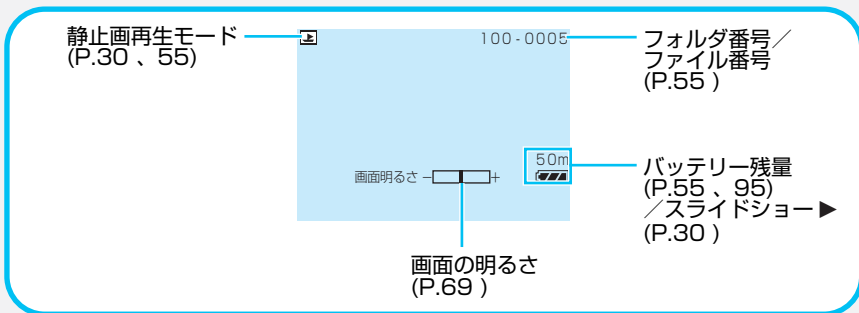 静止画再生モード
(P.30 、55)
100-0005
フォルダ番号／
ファイル番号
(P.55 )
50m
画面明るさ − +
バッテリー残量
(P.55 、95)
／スライドショー ▶
(P.30 )
画面の明るさ
(P.69 )